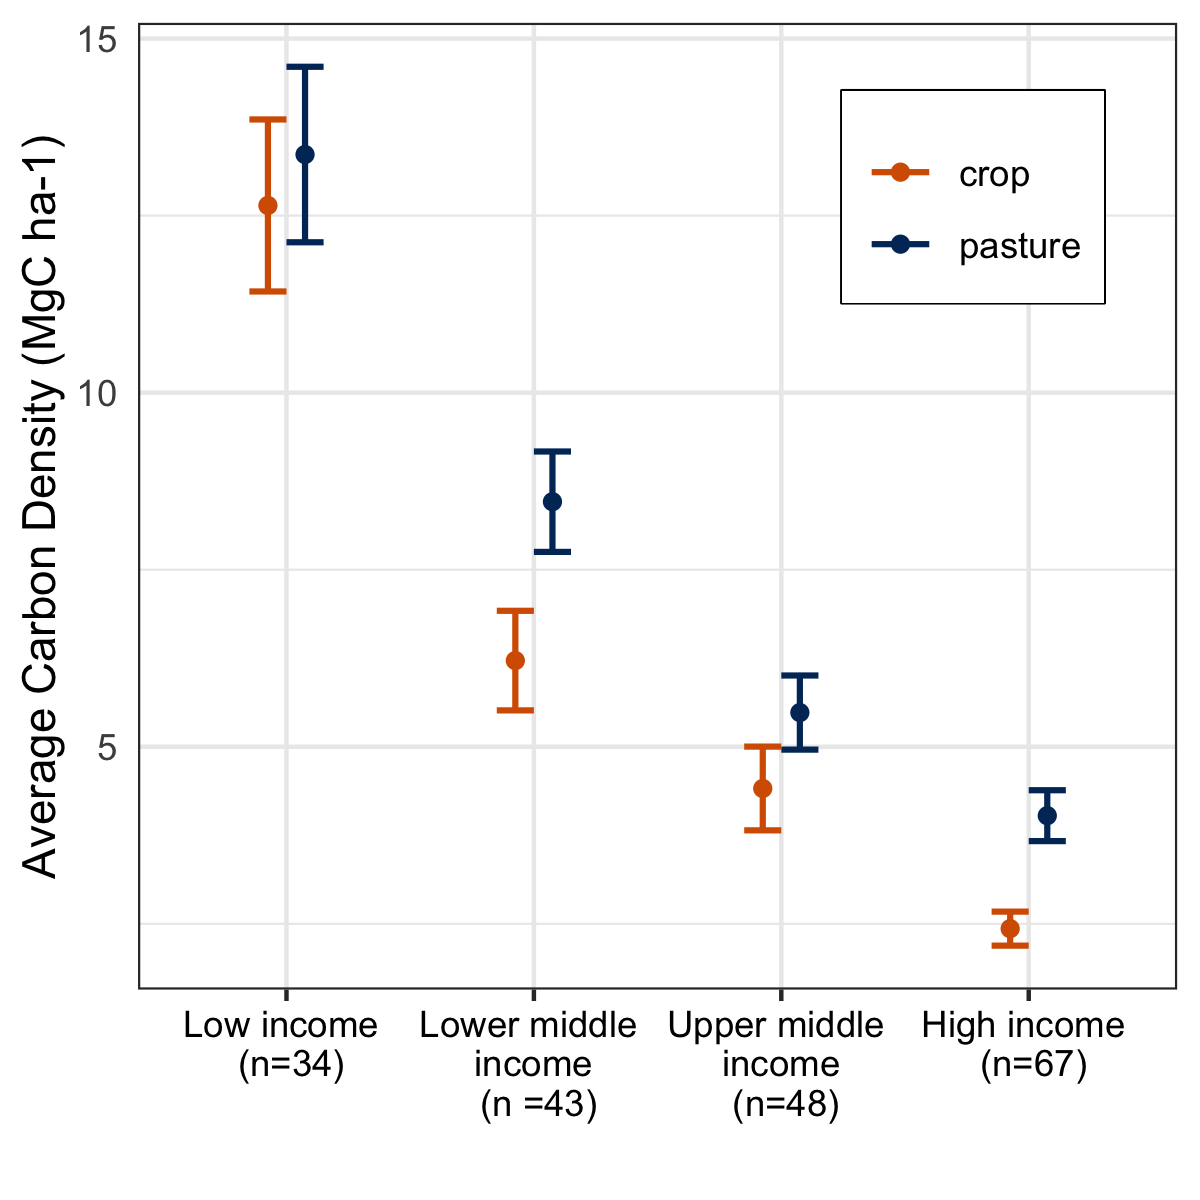 Average Carbon Density (MgC ha-1)
15
10
5
crop
pasture
Low income
(n=34)
Lower middle
income
(n =43)
Upper middle
income
(n=48)
High income
(n=67)